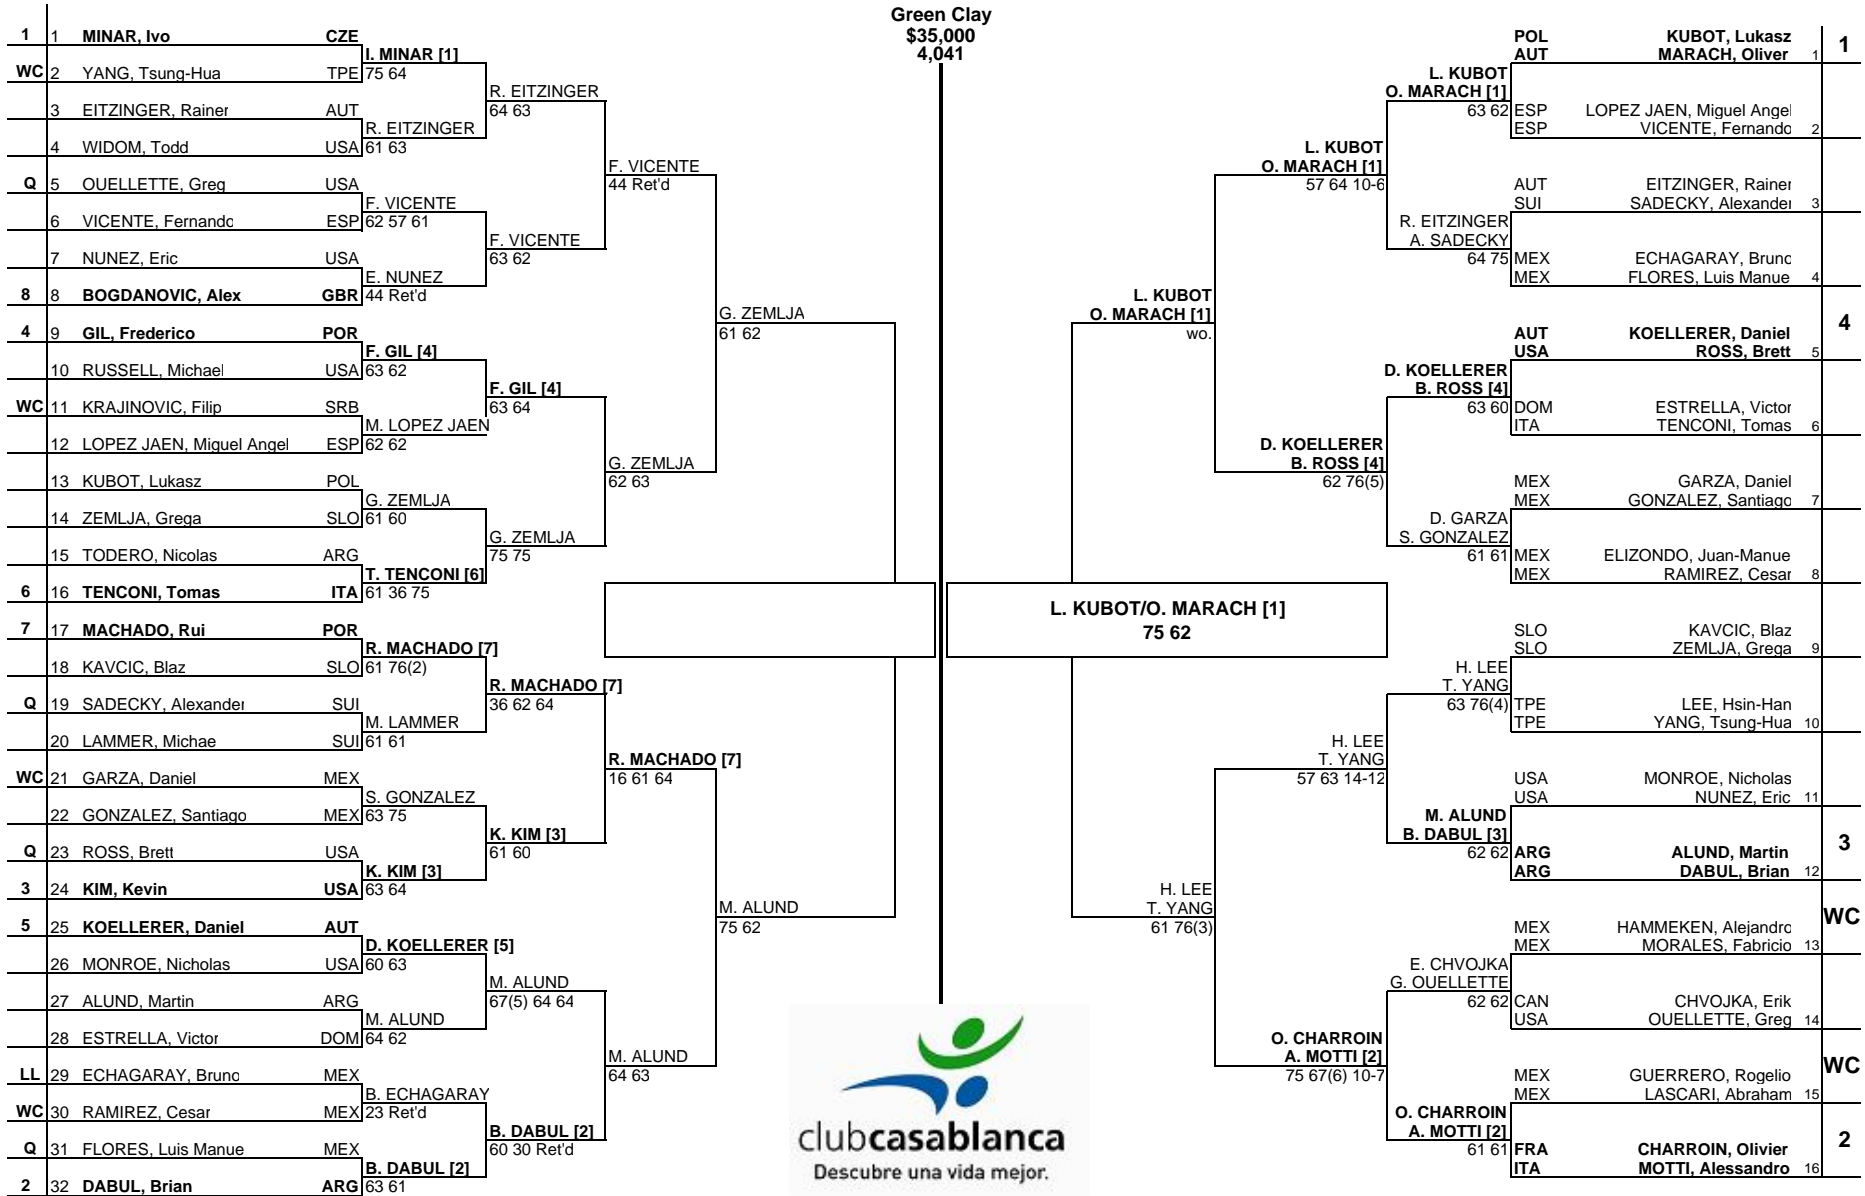 Green Clay
$35,000
4,041
1 1 MINAR, Ivo CZE
I. MINAR [1]
WC 2 YANG, Tsung-Hua TPE 75 64
R. EITZINGER
3 EITZINGER, Rainer AUT 64 63
R. EITZINGER
4 WIDOM, Todd USA 61 63
F. VICENTE
Q 5 OUELLETTE, Greg USA 44 Ret'd
F. VICENTE
6 VICENTE, Fernando ESP 62 57 61
F. VICENTE
7 NUNEZ, Eric USA 63 62
E. NUNEZ
8 8 BOGDANOVIC, Alex GBR 44 Ret'd
G. ZEMLJA
4 9 GIL, Frederico POR 61 62
F. GIL [4]
10 RUSSELL, Michael USA 63 62
F. GIL [4]
WC 11 KRAJINOVIC, Filip SRB 63 64
M. LOPEZ JAEN
12 LOPEZ JAEN, Miguel Angel ESP 62 62
G. ZEMLJA
13 KUBOT, Lukasz POL 62 63
G. ZEMLJA
14 ZEMLJA, Grega SLO 61 60
G. ZEMLJA
15 TODERO, Nicolas ARG 75 75
T. TENCONI [6]
6 16 TENCONI, Tomas ITA 61 36 75
7 17 MACHADO, Rui POR
R. MACHADO [7]
18 KAVCIC, Blaz SLO 61 76(2)
R. MACHADO [7]
Q 19 SADECKY, Alexander SUI 36 62 64
M. LAMMER
20 LAMMER, Michae SUI 61 61
R. MACHADO [7]
WC 21 GARZA, Daniel MEX 16 61 64
S. GONZALEZ
22 GONZALEZ, Santiago MEX 63 75
K. KIM [3]
Q 23 ROSS, Brett USA 61 60
K. KIM [3]
3 24 KIM, Kevin USA 63 64
M. ALUND
5 25 KOELLERER, Daniel AUT 75 62
D. KOELLERER [5]
26 MONROE, Nicholas USA 60 63
M. ALUND
27 ALUND, Martin ARG 67(5) 64 64
M. ALUND
28 ESTRELLA, Victor DOM 64 62
M. ALUND
LL 29 ECHAGARAY, Bruno MEX 64 63
B. ECHAGARAY
WC 30 RAMIREZ, Cesar MEX 23 Ret'd
B. DABUL [2]
Q 31 FLORES, Luis Manue MEX 60 30 Ret'd
B. DABUL [2]
2 32 DABUL, Brian ARG 63 61
POL KUBOT, Lukasz 1
AUT MARACH, Oliver 1
L. KUBOT
O. MARACH [1]
63 62 ESP LOPEZ JAEN, Miguel Angel
ESP VICENTE, Fernando 2
L. KUBOT
O. MARACH [1]
57 64 10-6
AUT EITZINGER, Rainer
SUI SADECKY, Alexander 3
R. EITZINGER
A. SADECKY
64 75 MEX ECHAGARAY, Bruno
MEX FLORES, Luis Manue 4
L. KUBOT
O. MARACH [1]
wo.
AUT KOELLERER, Daniel 4
USA ROSS, Brett 5
D. KOELLERER
B. ROSS [4]
63 60 DOM ESTRELLA, Victor
ITA TENCONI, Tomas 6
D. KOELLERER
B. ROSS [4]
62 76(5)
MEX GARZA, Daniel
MEX GONZALEZ, Santiago 7
D. GARZA
S. GONZALEZ
61 61 MEX ELIZONDO, Juan-Manue
MEX RAMIREZ, Cesar 8
L. KUBOT/O. MARACH [1]
75 62
SLO KAVCIC, Blaz
SLO ZEMLJA, Grega 9
H. LEE
T. YANG
63 76(4) TPE LEE, Hsin-Han
TPE YANG, Tsung-Hua 10
H. LEE
T. YANG
57 63 14-12
USA MONROE, Nicholas
USA NUNEZ, Eric 11
M. ALUND
B. DABUL [3]
62 62 ARG ALUND, Martin 3
ARG DABUL, Brian 12
H. LEE
T. YANG
61 76(3)
MEX HAMMEKEN, Alejandro WC
MEX MORALES, Fabricio 13
E. CHVOJKA
G. OUELLETTE
62 62 CAN CHVOJKA, Erik
USA OUELLETTE, Greg 14
O. CHARROIN
A. MOTTI [2]
75 67(6) 10-7
MEX GUERRERO, Rogelio WC
MEX LASCARI, Abraham 15
O. CHARROIN
A. MOTTI [2]
61 61 FRA CHARROIN, Olivier 2
ITA MOTTI, Alessandro 16
clubcasablanca
Descubre una vida mejor.